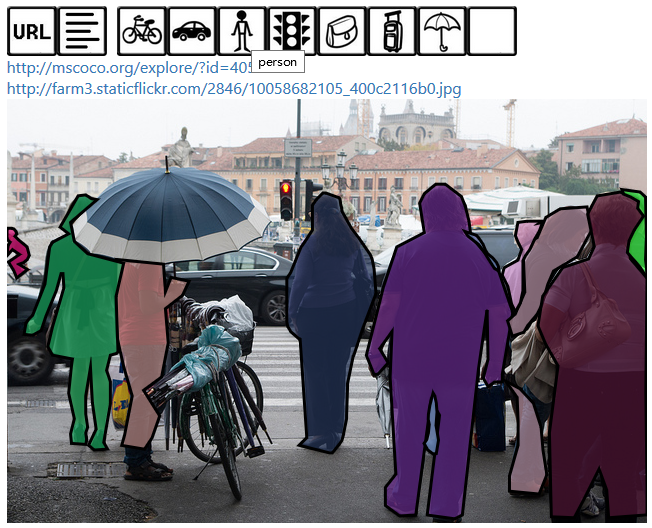 URL
person
http://mscoco.org/explore/?id=405
http://farm3.staticflickr.com/2846/10058682105_400c2116b0.jpg